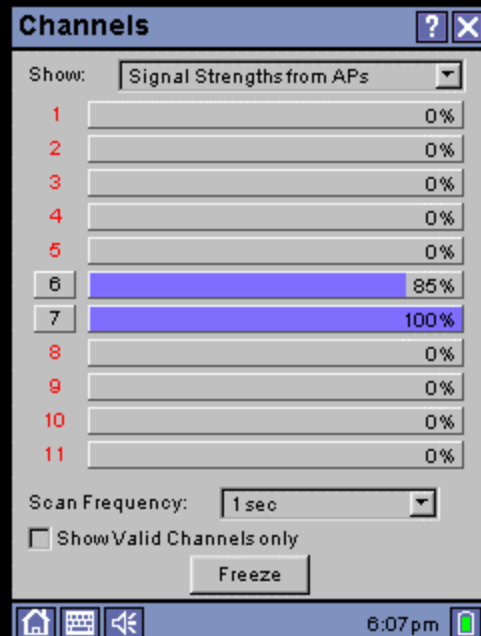 Channels ? X
Show: Signal Strengths from APs
1 0%
2 0%
3 0%
4 0%
5 0%
6 85%
7 100%
8 0%
9 0%
10 0%
11 0%
Scan Frequency: 1 sec
Show Valid Channels only
Freeze
6:07pm